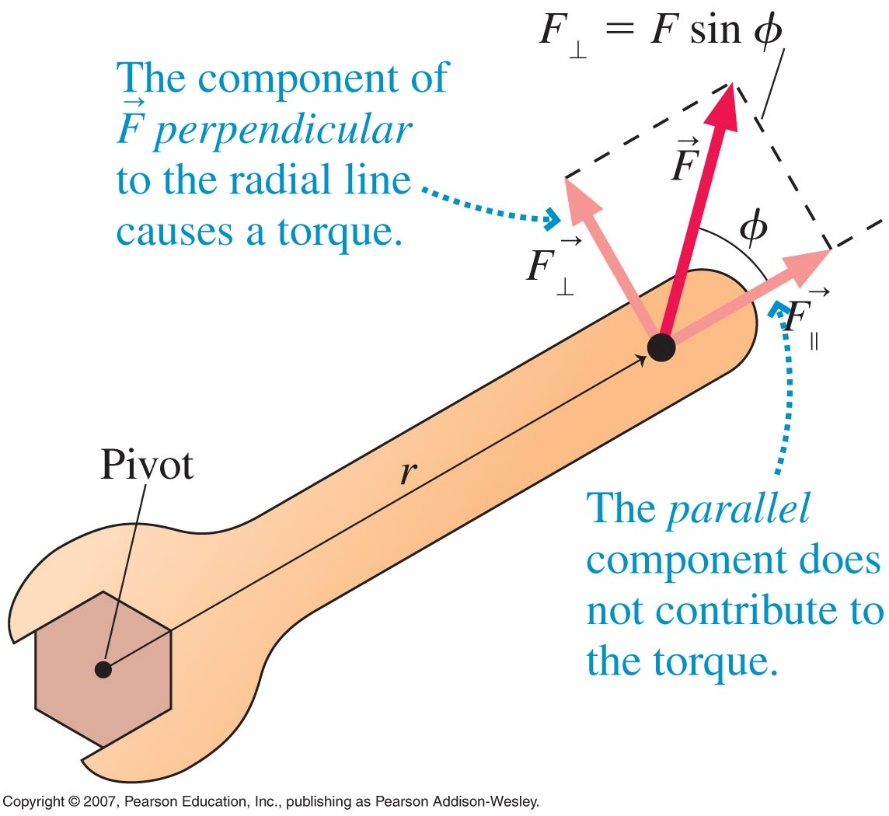 F⊥ = F sin ϕ
The component of
F⃗ perpendicular
to the radial line
causes a torque.
F⃗
ϕ
F⃗⊥
F⃗∥
Pivot
r
The parallel
component does
not contribute to
the torque.
Copyright © 2007, Pearson Education, Inc., publishing as Pearson Addison-Wesley.